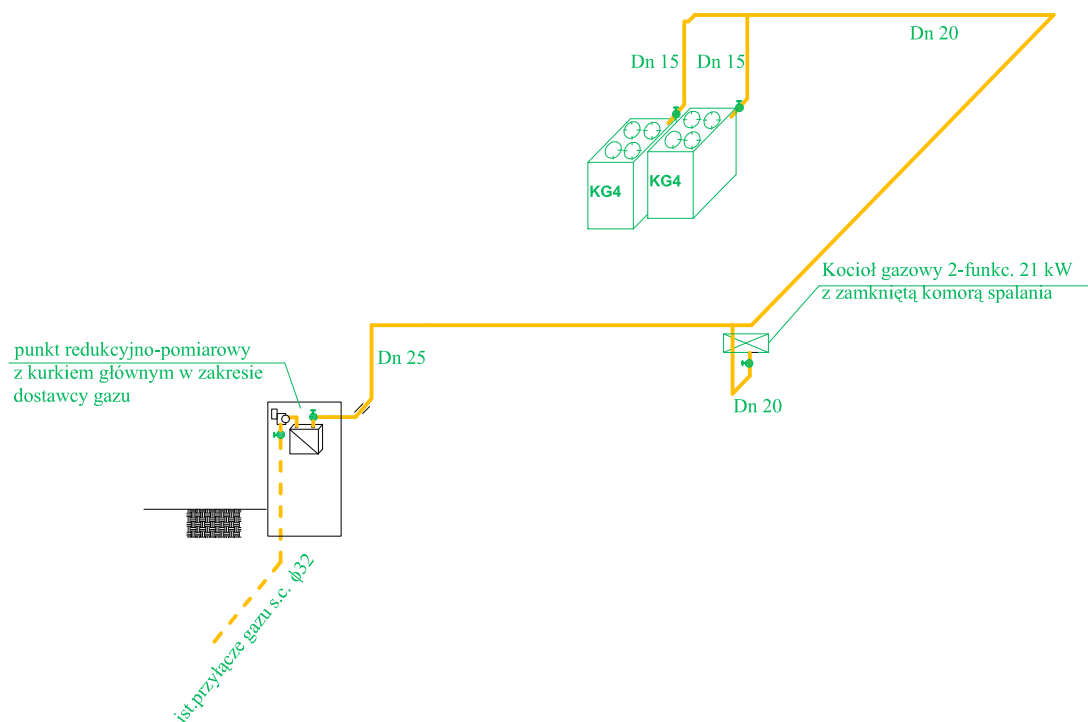 Dn 20
Dn 15
Dn 15
KG4
KG4
Kocioł gazowy 2-funkc. 21 kW
z zamkniętą komorą spalania
punkt redukcyjno-pomiarowy
z kurkiem głównym w zakresie
dostawcy gazu
Dn 25
Dn 20
ist.przyłącze gazu s.c. ϕ32